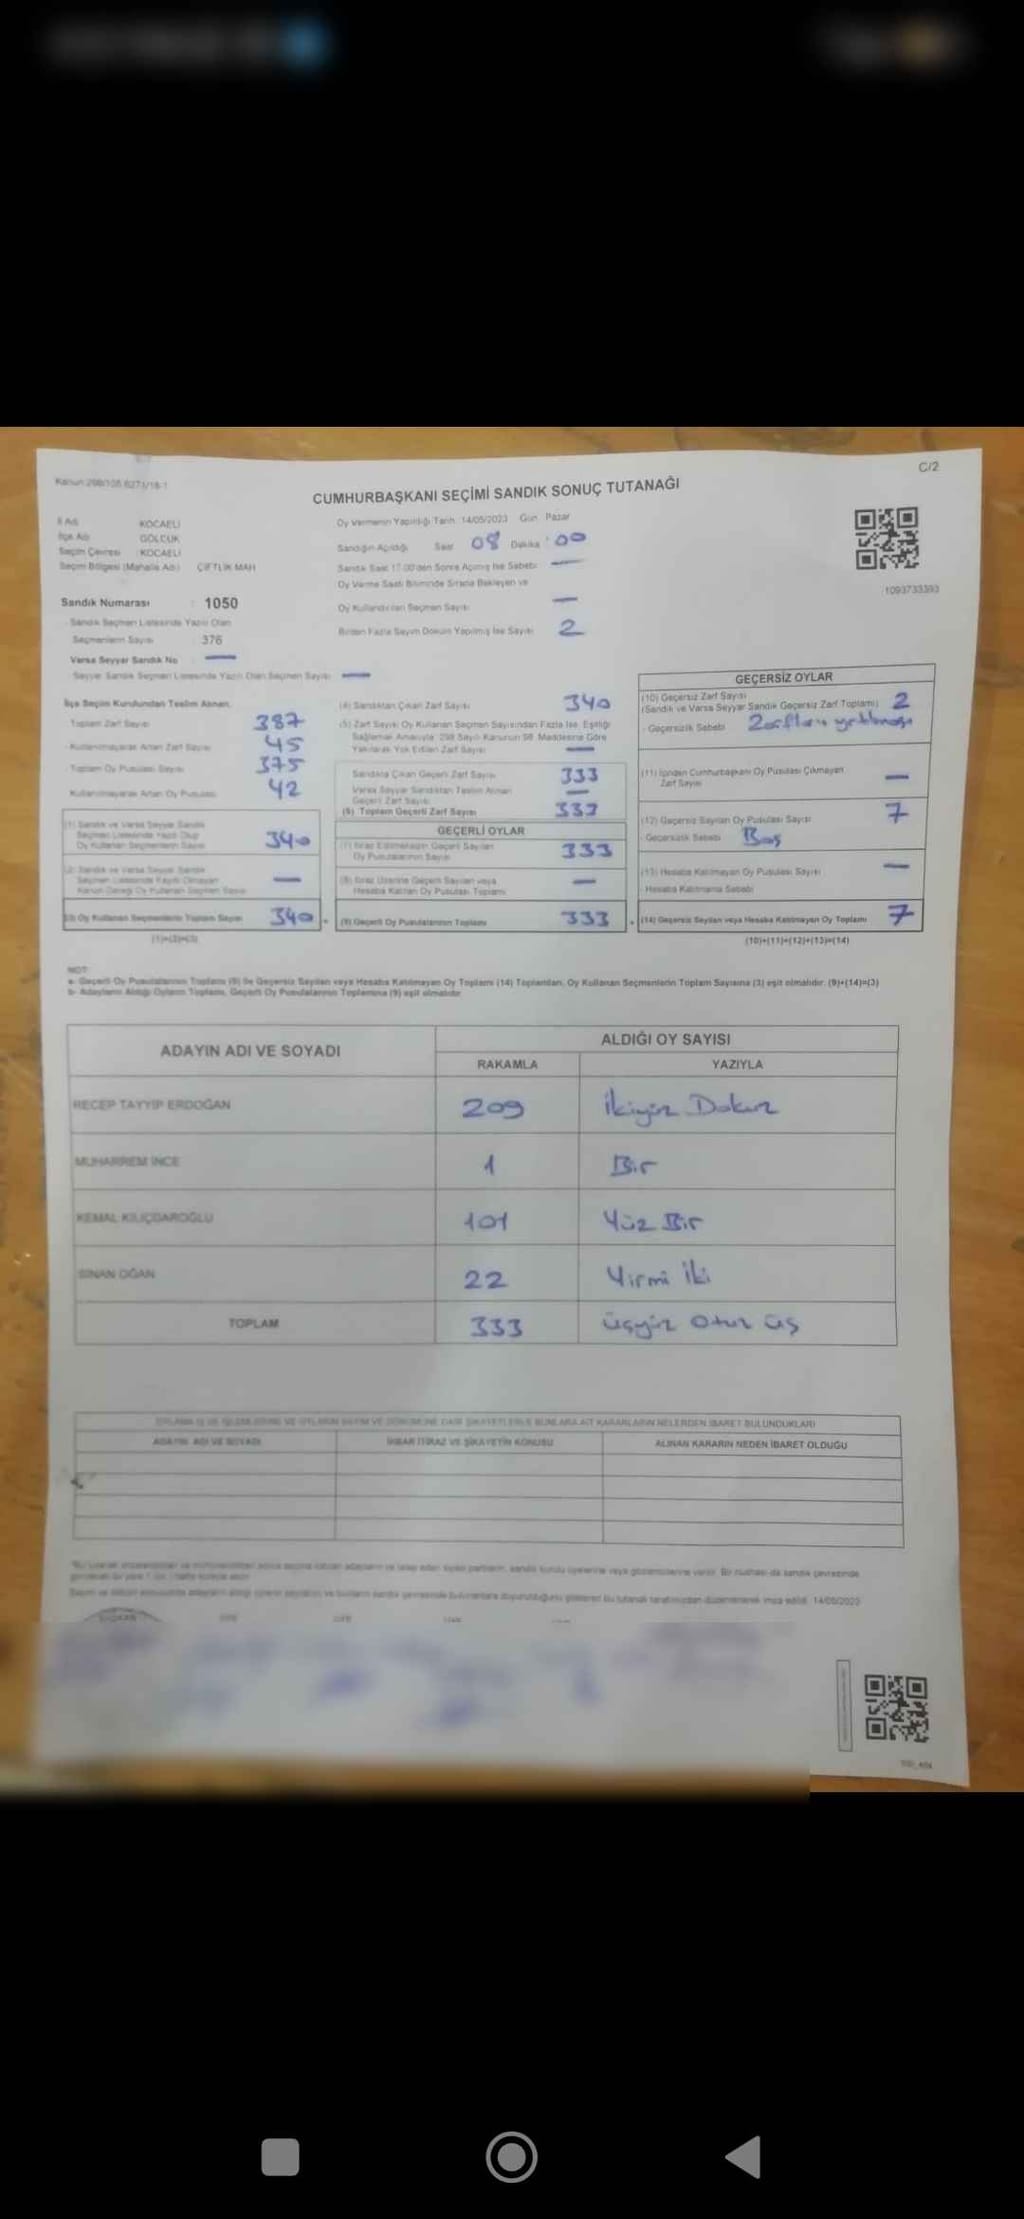 C/2
Kanun:298/105 6271/18-1
CUMHURBAŞKANI SEÇİMİ SANDIK SONUÇ TUTANAĞI
İl Adı KOCAELİ
İlçe Adı GÖLCÜK
Seçim Çevresi :KOCAELİ
Seçim Bölgesi (Mahalle Adı) ÇİFTLİK MAH
Sandık Numarası : 1050
Sandık Seçmen Listesinde Yazılı Olan
Seçmenlerin Sayısı 376
Varsa Seyyar Sandık No —
Seyyar Sandık Seçmen Listesinde Yazılı Olan Seçmen Sayısı —
Oy Vermenin Yapıldığı Tarih :14/05/2023 Gün: Pazar
Sandığın Açıldığı Saat 08 Dakika : 00
Sandık Saat 17.00'den Sonra Açılmış İse Sebebi —
Oy Verme Saati Bitiminde Sırada Bekleyen ve
Oy Kullandırılan Seçmen Sayısı —
Birden Fazla Sayım Döküm Yapılmış İse Sayısı 2
1093733393
İlçe Seçim Kurulundan Teslim Alınan;
Toplam Zarf Sayısı 387
- Kullanılmayarak Artan Zarf Sayısı 45
- Toplam Oy Pusulası Sayısı 375
Kullanılmayarak Artan Oy Pusulası 42
(1) Sandık ve Varsa Seyyar Sandık
Seçmen Listesinde Yazılı Olup
Oy Kullanan Seçmenlerin Sayısı 340
(2) Sandık ve Varsa Seyyar Sandık
Seçmen Listesinde Kayıtlı Olmayan
Kanun Gereği Oy Kullanan Seçmen Sayısı —
(3) Oy Kullanan Seçmenlerin Toplam Sayısı 340
(1)+(2)=(3)
(4) Sandıktan Çıkan Zarf Sayısı 340
(5) Zarf Sayısı Oy Kullanan Seçmen Sayısından Fazla İse, Eşitliği
Sağlamak Amacıyla; 298 Sayılı Kanunun 98. Maddesine Göre
Yakılarak Yok Edilen Zarf Sayısı —
Sandıkta Çıkan Geçerli Zarf Sayısı 333
Varsa Seyyar Sandıktan Teslim Alınan
Geçerli Zarf Sayısı —
(6) Toplam Geçerli Zarf Sayısı 333
GEÇERLİ OYLAR
(7) İtiraz Edilmeksizin Geçerli Sayılan
Oy Pusulalarının Sayısı 333
(8) İtiraz Üzerine Geçerli Sayılan veya
Hesaba Katılan Oy Pusulası Toplamı —
(9) Geçerli Oy Pusulalarının Toplamı 333
GEÇERSİZ OYLAR
(10) Geçersiz Zarf Sayısı
(Sandık ve Varsa Seyyar Sandık Geçersiz Zarf Toplamı) 2
- Geçersizlik Sebebi Zarfların yırtılması
(11) İçinden Cumhurbaşkanı Oy Pusulası Çıkmayan
Zarf Sayısı —
(12) Geçersiz Sayılan Oy Pusulası Sayısı 7
- Geçersizlik Sebebi Boş
(13) Hesaba Katılmayan Oy Pusulası Sayısı —
Hesaba Katılmama Sebebi
(14) Geçersiz Sayılan veya Hesaba Katılmayan Oy Toplamı 7
(10)+(11)+(12)+(13)=(14)
NOT:
a- Geçerli Oy Pusulalarının Toplamı (9) ile Geçersiz Sayılan veya Hesaba Katılmayan Oy Toplamı (14) Toplamları, Oy Kullanan Seçmenlerin Toplam Sayısına (3) eşit olmalıdır. (9)+(14)=(3)
b- Adayların Aldığı Oyların Toplamı, Geçerli Oy Pusulalarının Toplamına (9) eşit olmalıdır.
ADAYIN ADI VE SOYADI ALDIĞI OY SAYISI
RAKAMLA YAZIYLA
RECEP TAYYİP ERDOĞAN 209 İkiyüz Dokuz
MUHARREM İNCE 1 Bir
KEMAL KILIÇDAROĞLU 101 Yüz Bir
SİNAN OĞAN 22 Yirmi İki
TOPLAM 333 üçyüz otuz üç
ADAYIN ADI VE SOYADI İHBAR İTİRAZ VE ŞİKAYETİN KONUSU ALINAN KARARIN NEDEN İBARET OLDUĞU
BAŞKAN ÜYE ÜYE ÜYE